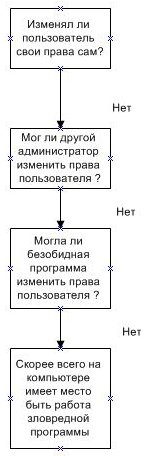 Изменял ли
пользователь
свои права сам?
Нет
Мог ли другой
администратор
изменить права
пользователя ?
Нет
Могла ли
безобидная
программа
изменить права
пользователя ?
Нет
Скорее всего на
компьютере
имеет место
быть работа
зловредной
программы